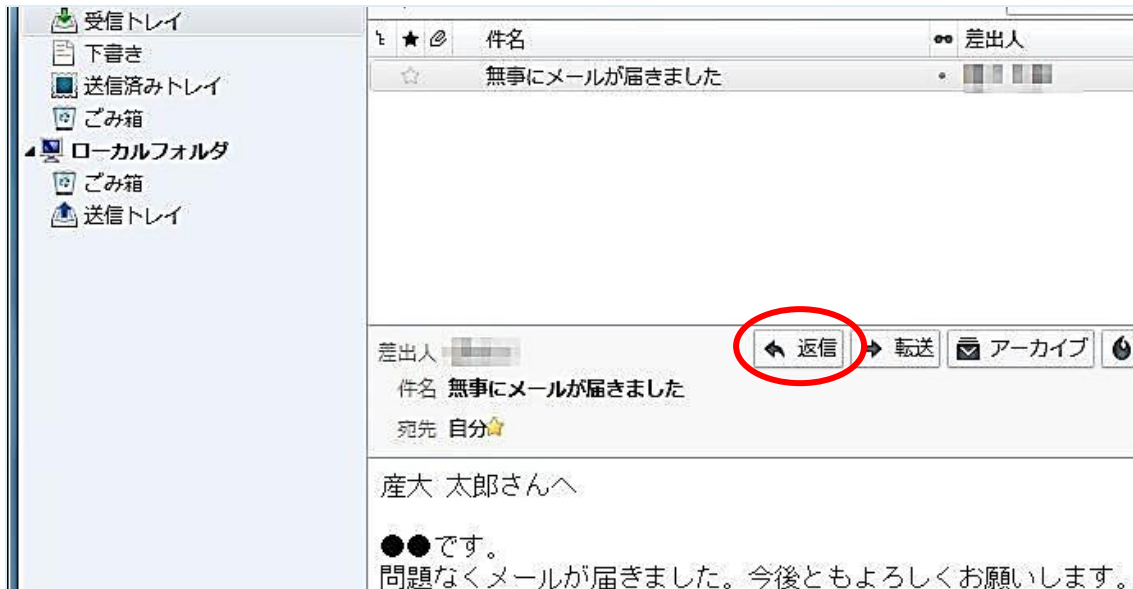 受信トレイ
下書き
送信済みトレイ
ごみ箱
ローカルフォルダ
ごみ箱
送信トレイ
件名 差出人
無事にメールが届きました
差出人 返信 転送 アーカイブ
件名 無事にメールが届きました
宛先 自分
産大 太郎さんへ
●●です。
問題なくメールが届きました。今後ともよろしくお願いします。